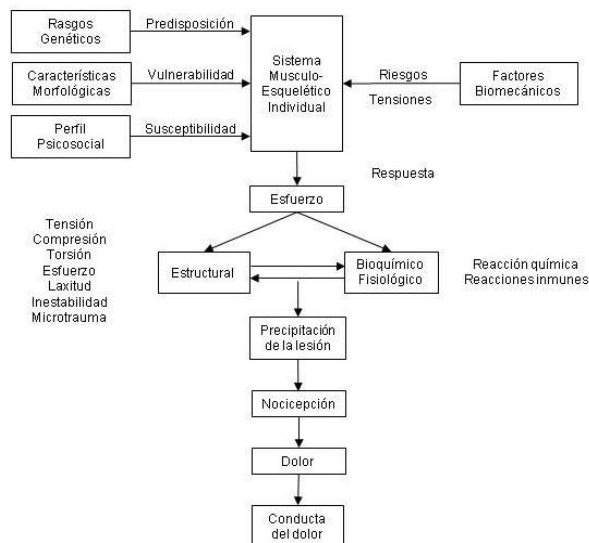 Rasgos
Genéticos
Predisposición
Características
Morfológicas
Vulnerabilidad
Perfil
Psicosocial
Susceptibilidad
Sistema
Musculo-
Esquelético
Individual
Riesgos
Tensiones
Factores
Biomecánicos
Respuesta
Esfuerzo
Tensión
Compresión
Torsión
Esfuerzo
Laxitud
Inestabilidad
Microtrauma
Estructural
Bioquímico
Fisiológico
Reacción química
Reacciones inmunes
Precipitación
de la lesión
Nocicepción
Dolor
Conducta
del dolor